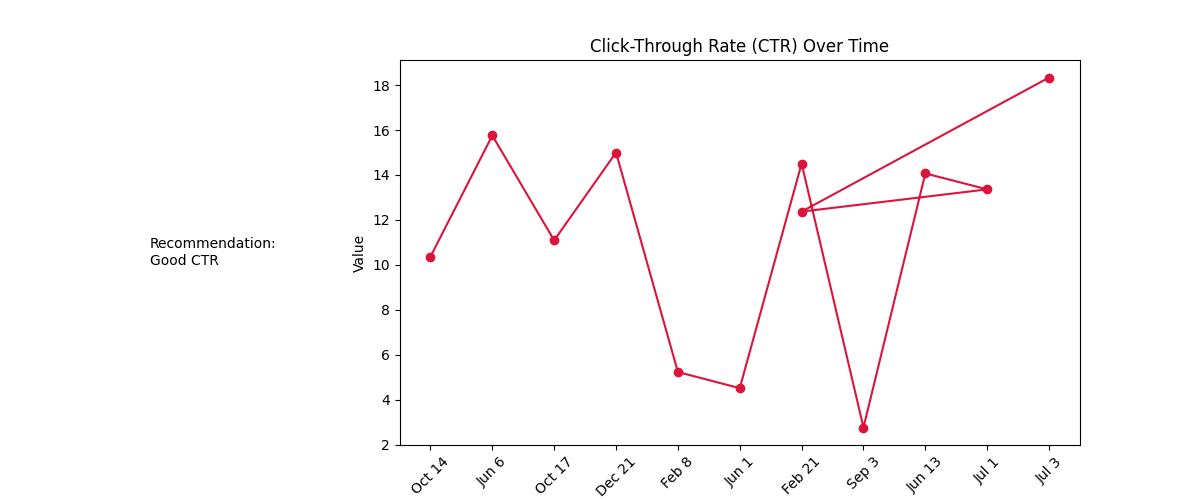 Click-Through Rate (CTR) Over Time
Recommendation:
Good CTR
Value
18
16
14
12
10
8
6
4
2
Oct 14
Jun 6
Oct 17
Dec 21
Feb 8
Jun 1
Feb 21
Sep 3
Jun 13
Jul 1
Jul 3